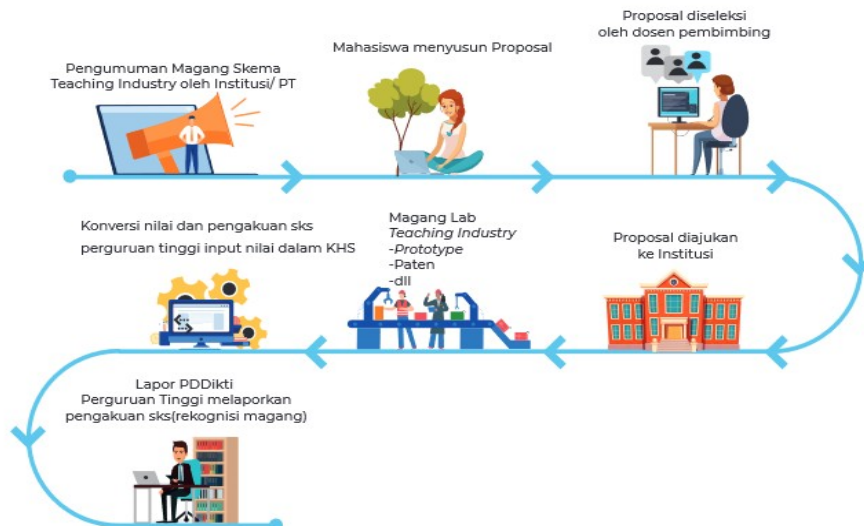 Pengumuman Magang Skema
Teaching Industry oleh Institusi/ PT
Mahasiswa menyusun Proposal
Proposal diseleksi
oleh dosen pembimbing
Proposal diajukan
ke Institusi
Magang Lab
Teaching Industry
-Prototype
-Paten
-dll
Konversi nilai dan pengakuan sks
perguruan tinggi input nilai dalam KHS
Lapor PDDikti
Perguruan Tinggi melaporkan
pengakuan sks(rekognisi magang)